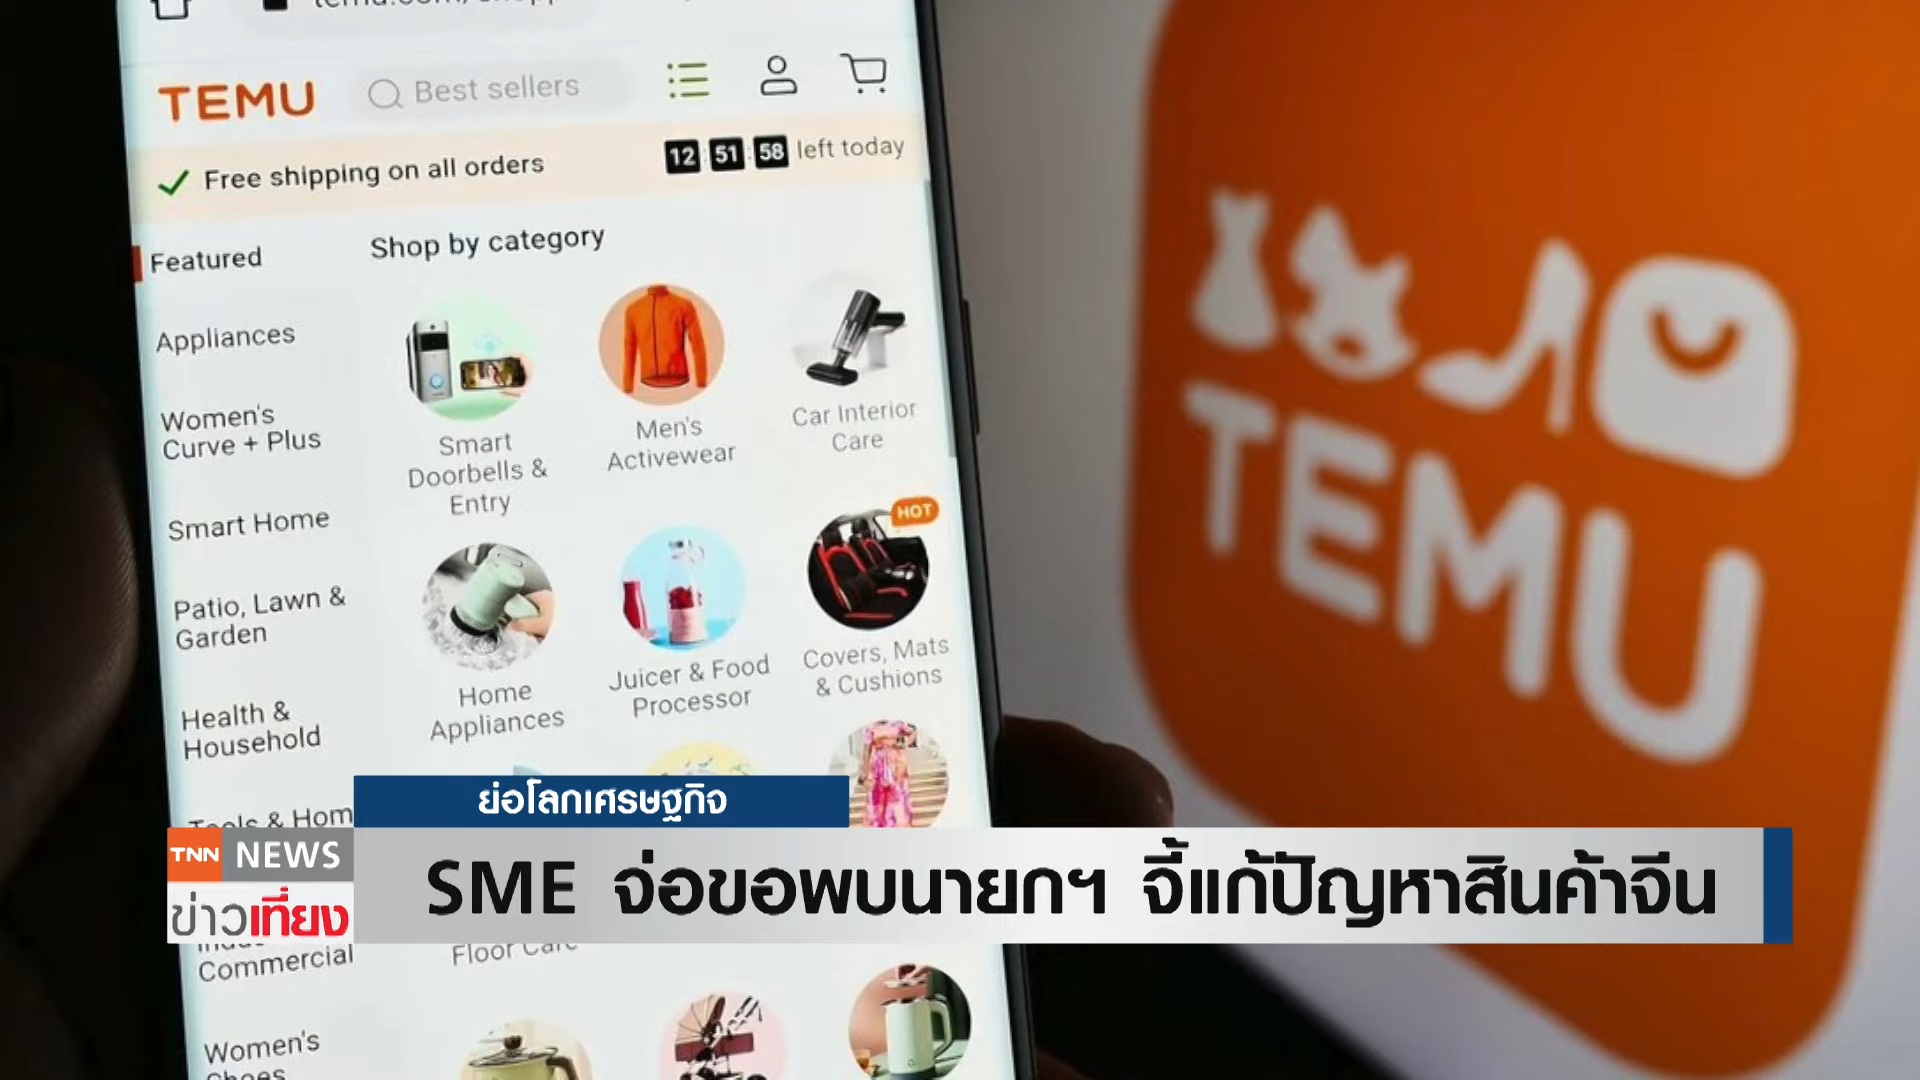 TEMU
Best sellers
Free shipping on all orders
12 51 58 left today
Featured
Shop by category
Appliances
Women's
Curve + Plus
Smart Home
Patio, Lawn &
Garden
Health &
Household
Commercial
Women's
Smart
Doorbells &
Entry
Men's
Activewear
Car Interior
Care
Home
Appliances
Juicer & Food
Processor
HOT
Covers, Mats
& Cushions
Floor Care
TEMU
ย่อโลกเศรษฐกิจ
TNN NEWS
ข่าวเที่ยง
SME จ่อขอพบนายกฯ จี้แก้ปัญหาสินค้าจีน